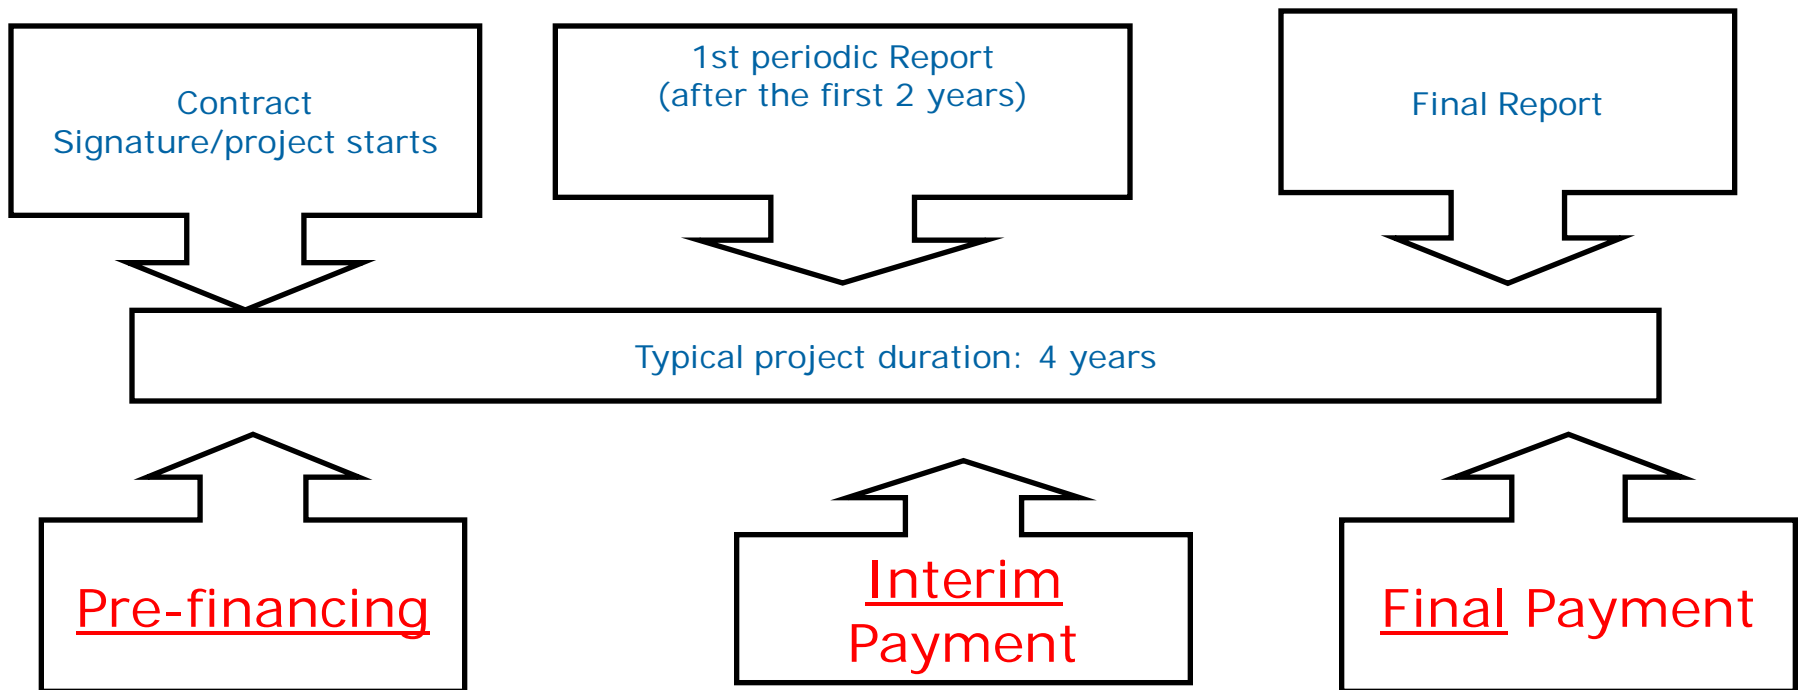 Contract
Signature/project starts
1st periodic Report
(after the first 2 years)
Final Report
Typical project duration: 4 years
Pre-financing
Interim
Payment
Final Payment